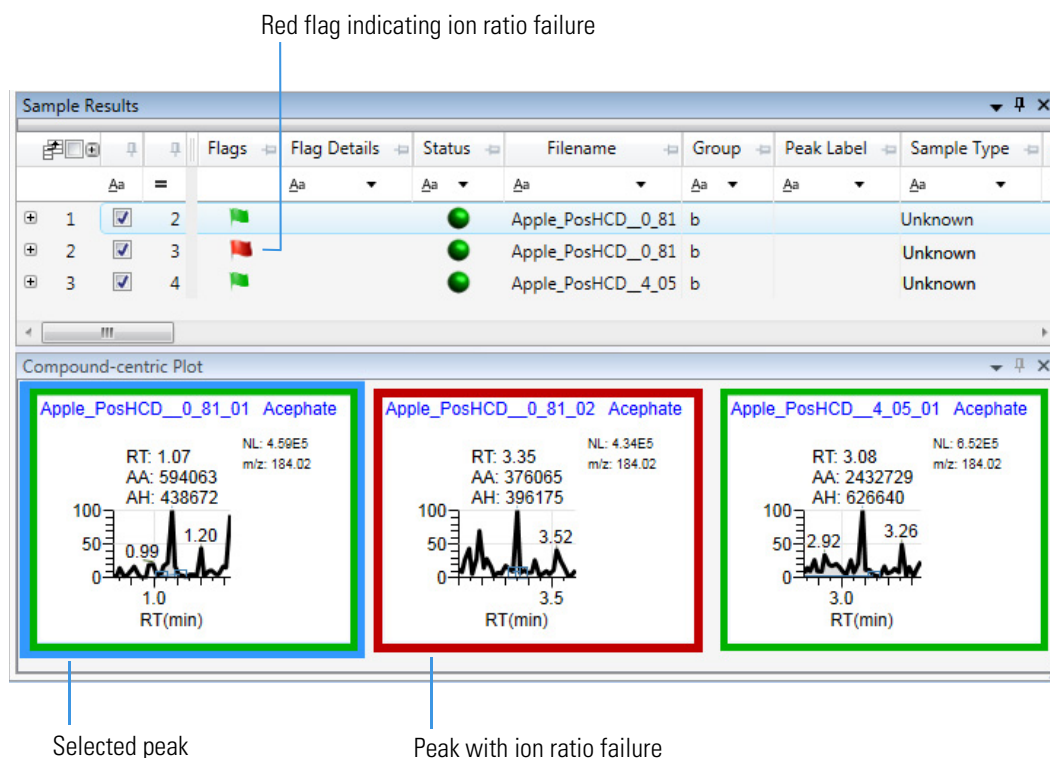 Red flag indicating ion ratio failure
Sample Results
Flags Flag Details Status Filename Group Peak Label Sample Type
Aa = Aa Aa Aa Aa Aa Aa
1 2 Apple_PosHCD__0_81 b Unknown
2 3 Apple_PosHCD__0_81 b Unknown
3 4 Apple_PosHCD__4_05 b Unknown
Compound-centric Plot
Apple_PosHCD__0_81_01 Acephate
NL: 4.59E5
m/z: 184.02
RT: 1.07
AA: 594063
AH: 438672
100
50
0
0.99
1.20
1.0
RT(min)
Apple_PosHCD__0_81_02 Acephate
NL: 4.34E5
m/z: 184.02
RT: 3.35
AA: 376065
AH: 396175
100
50
0
3.52
3.5
RT(min)
Apple_PosHCD__4_05_01 Acephate
NL: 6.52E5
m/z: 184.02
RT: 3.08
AA: 2432729
AH: 626640
100
50
0
2.92
3.26
3.0
RT(min)
Selected peak
Peak with ion ratio failure